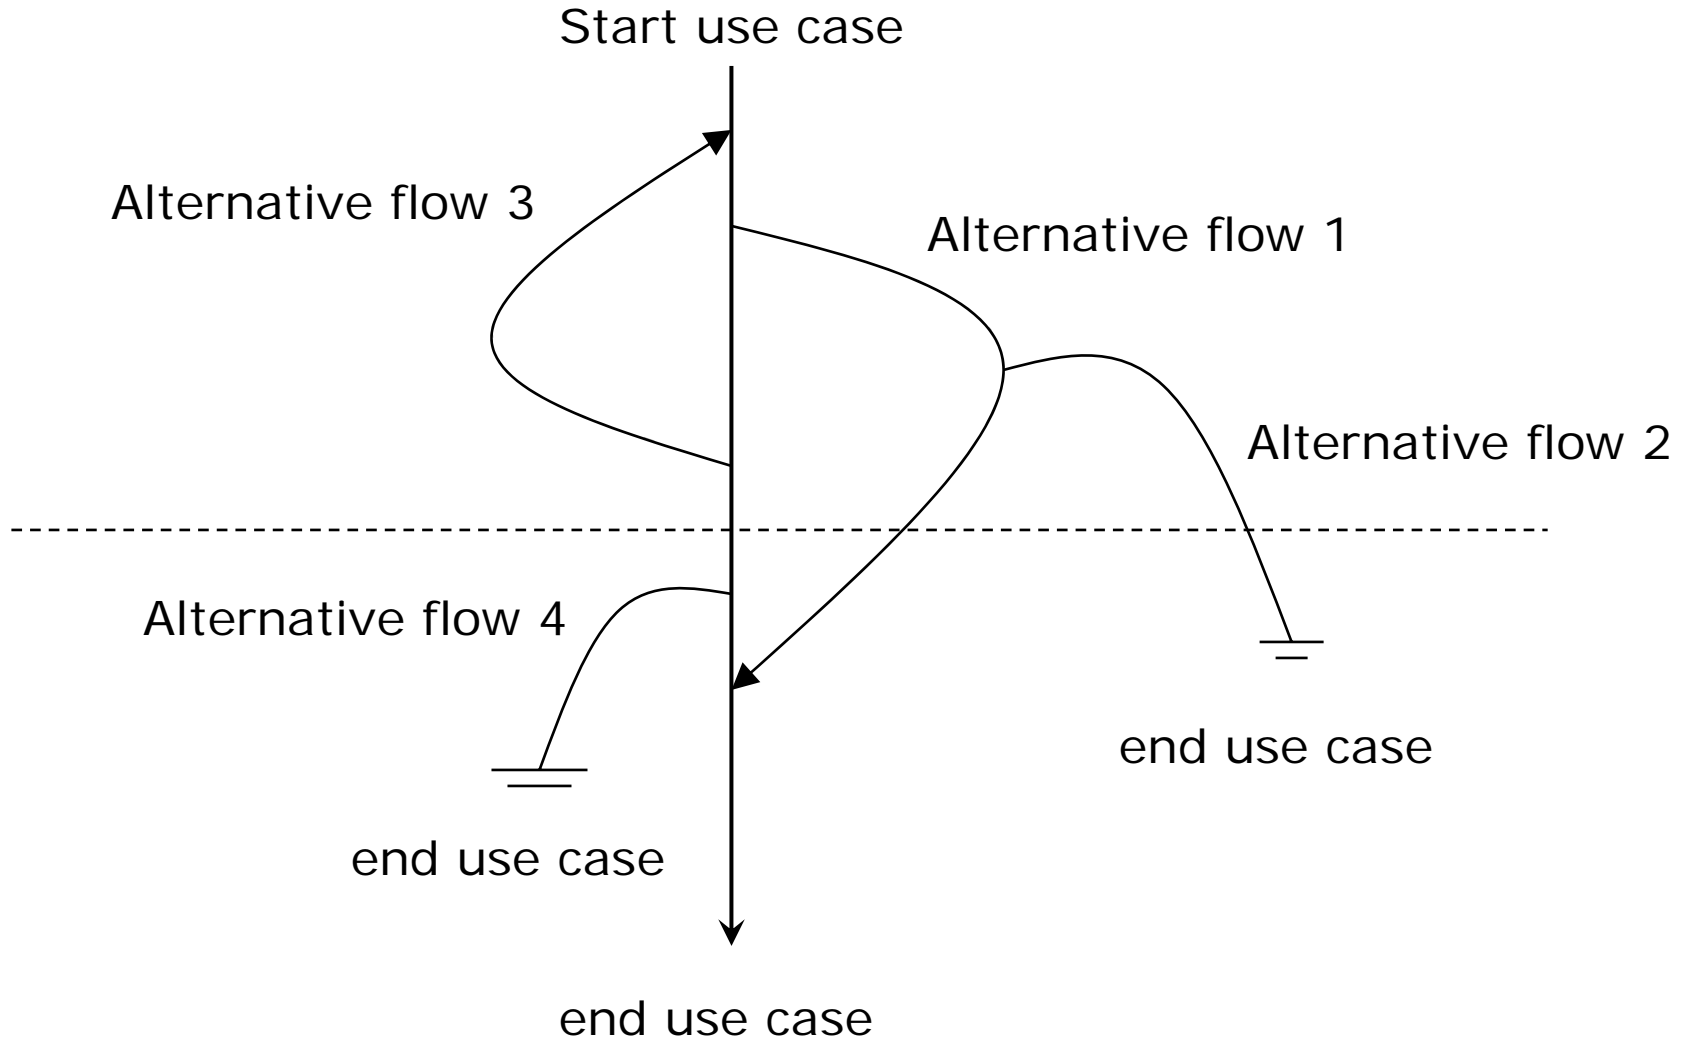 Start use case
Alternative flow 3
Alternative flow 1
Alternative flow 2
Alternative flow 4
end use case
end use case
end use case